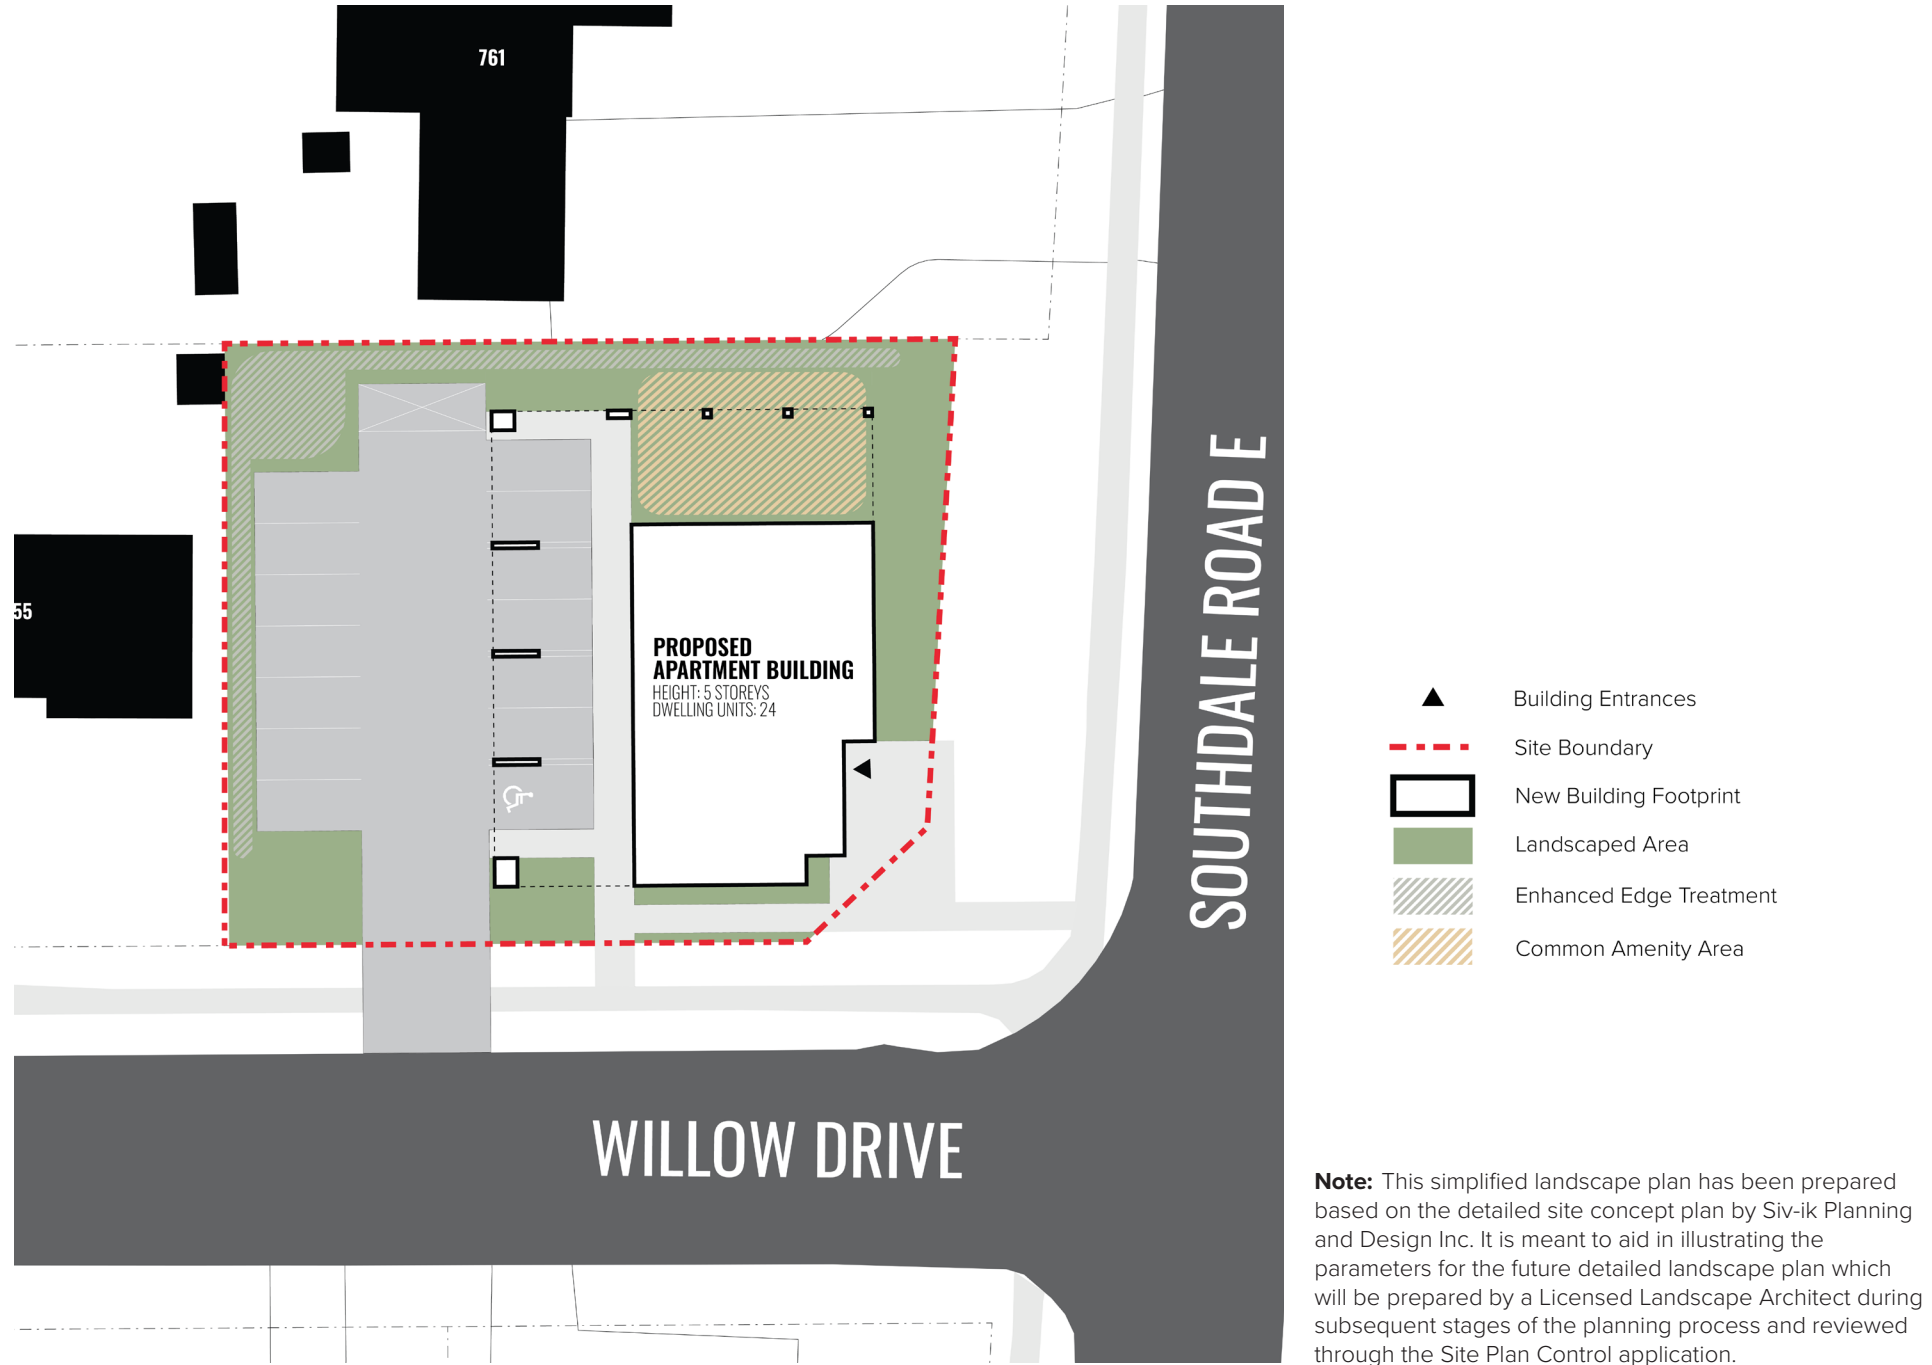 761
55
PROPOSED
APARTMENT BUILDING
HEIGHT: 5 STOREYS
DWELLING UNITS: 24
SOUTHDALE ROAD E
WILLOW DRIVE
Building Entrances
Site Boundary
New Building Footprint
Landscaped Area
Enhanced Edge Treatment
Common Amenity Area
Note: This simplified landscape plan has been prepared
based on the detailed site concept plan by Siv-ik Planning
and Design Inc. It is meant to aid in illustrating the
parameters for the future detailed landscape plan which
will be prepared by a Licensed Landscape Architect during
subsequent stages of the planning process and reviewed
through the Site Plan Control application.